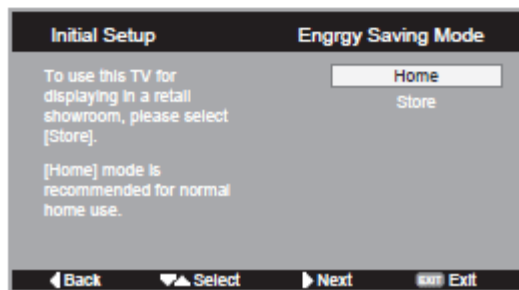 Initial Setup
Engrgy Saving Mode
To use this TV for
displaying in a retail
showroom, please select
[Store].
[Home] mode is
recommended for normal
home use.
Home
Store
Back
Select
Next
EXIT Exit